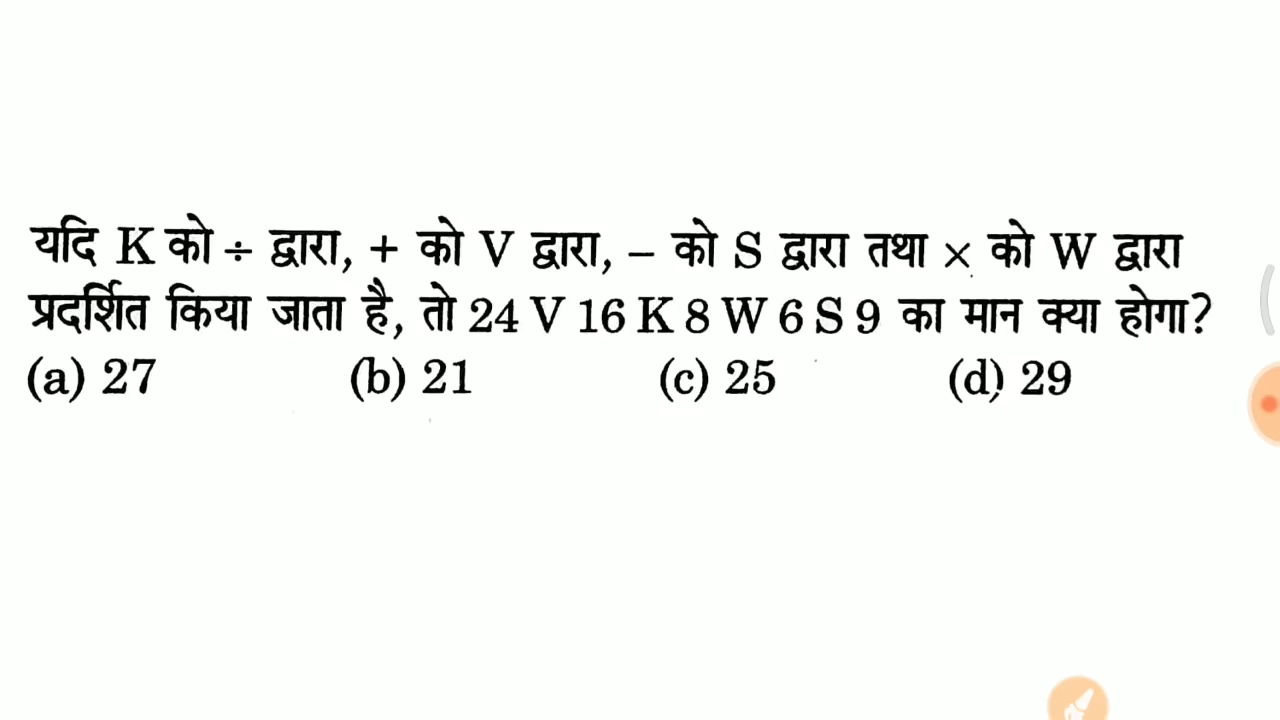 यदि K को ÷ द्वारा, + को V द्वारा, – को S द्वारा तथा × को W द्वारा
प्रदर्शित किया जाता है, तो 24 V 16 K 8 W 6 S 9 का मान क्या होगा?
(a) 27 (b) 21 (c) 25 (d) 29